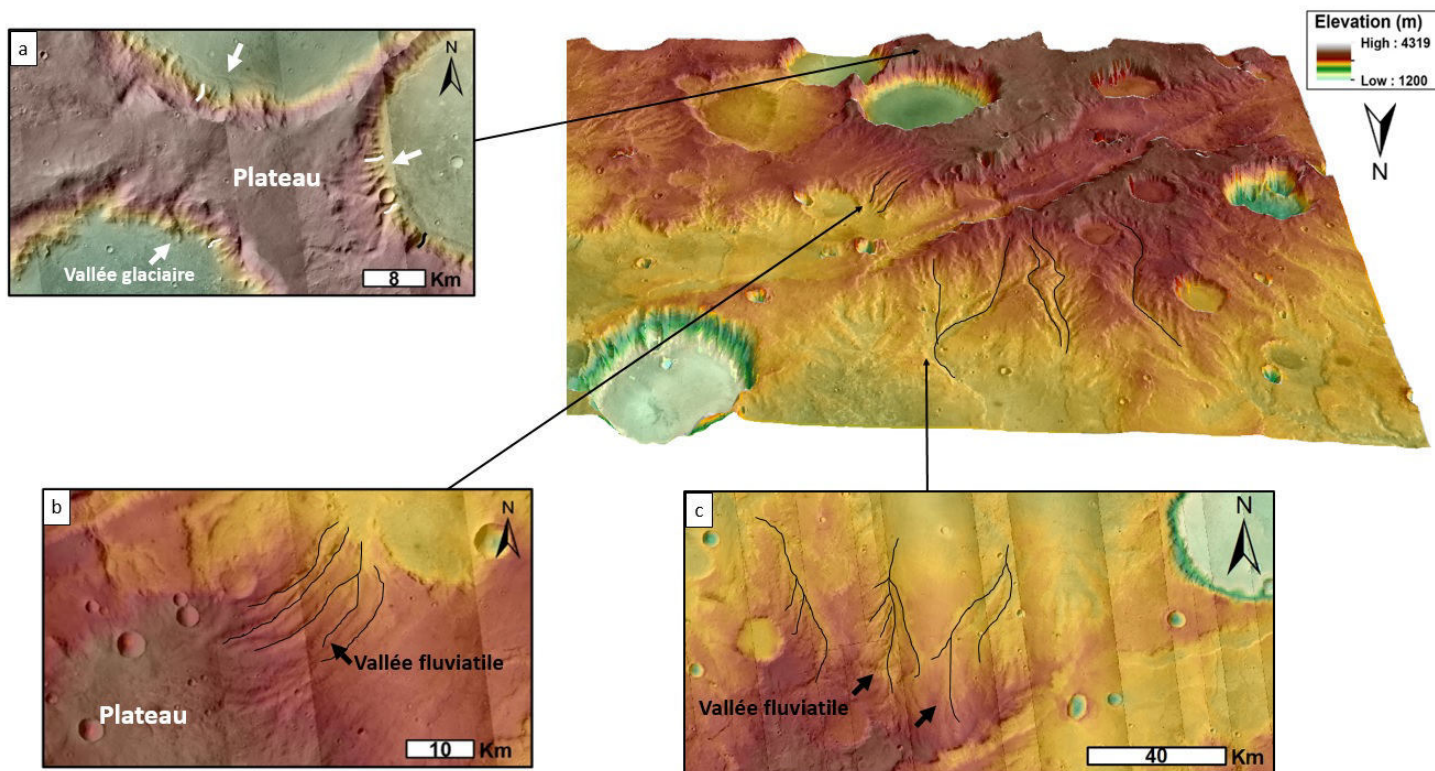 a
N
Plateau
Vallée glaciaire
8 Km
Elevation (m)
High : 4319
Low : 1200
N
b
N
Vallée fluviatile
Plateau
10 Km
c
N
Vallée fluviatile
40 Km